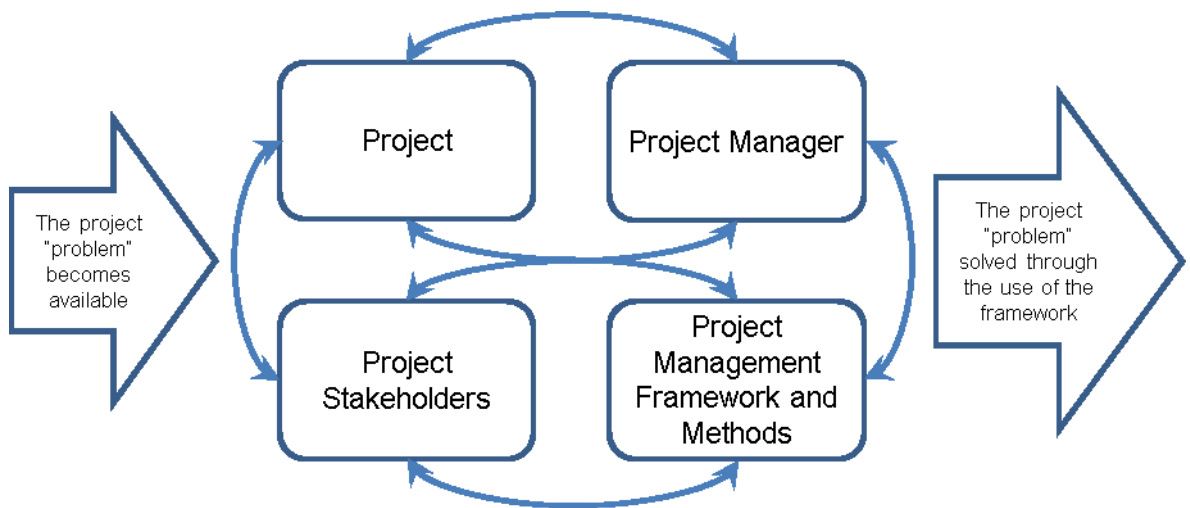 The project
"problem"
becomes
available
Project
Project Manager
Project
Stakeholders
Project
Management
Framework and
Methods
The project
"problem"
solved through
the use of the
framework